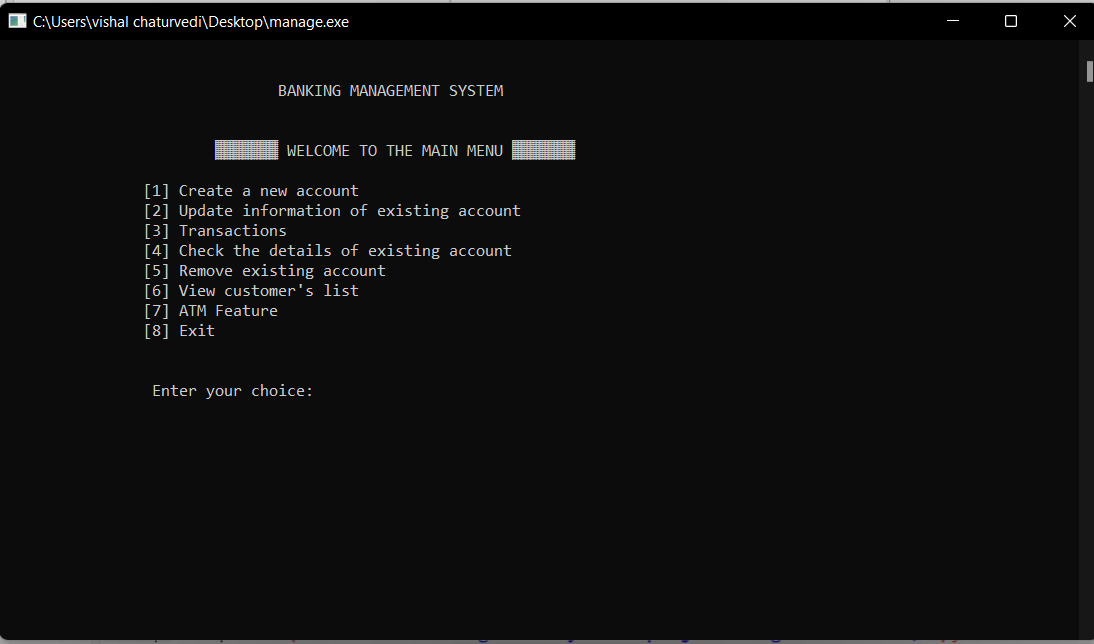 C:\Users\vishal chaturvedi\Desktop\manage.exe
BANKING MANAGEMENT SYSTEM
▓▓▓▓▓▓▓ WELCOME TO THE MAIN MENU ▓▓▓▓▓▓▓
[1] Create a new account
[2] Update information of existing account
[3] Transactions
[4] Check the details of existing account
[5] Remove existing account
[6] View customer's list
[7] ATM Feature
[8] Exit
Enter your choice: